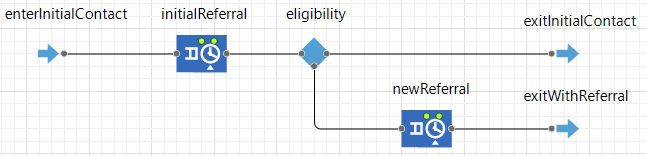 enterInitialContact
initialReferral
eligibility
exitInitialContact
newReferral
exitWithReferral